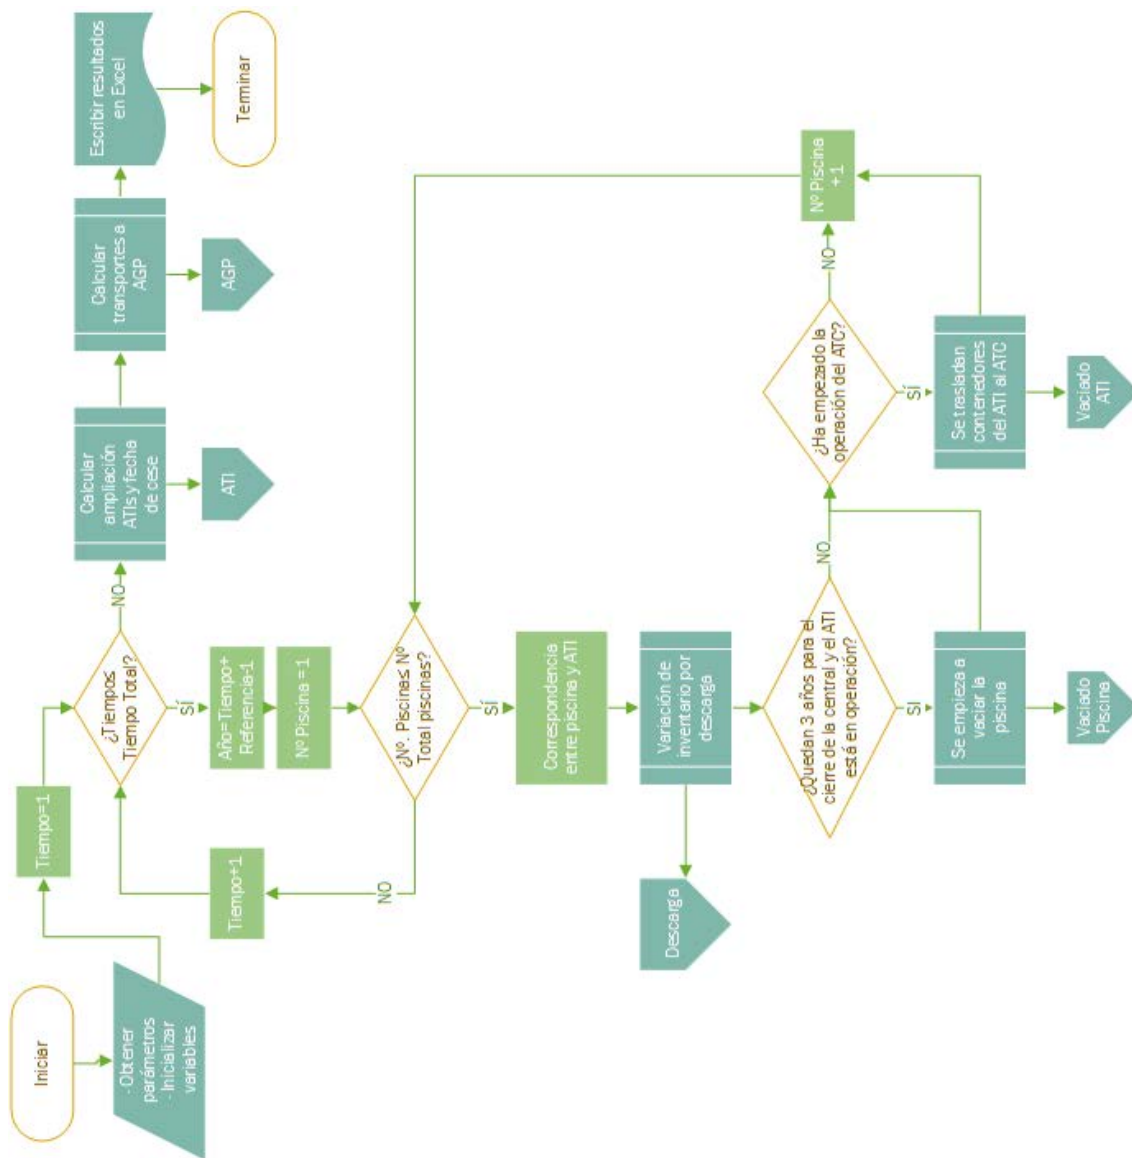 Iniciar
- Obtener
parámetros
- Inicializar
variables
Tiempo=1
¿Tiempo≤
Tiempo Total?
NO
SÍ
Calcular
ampliación
ATIs y fecha
de cese
ATI
Calcular
transportes a
AGP
AGP
Escribir resultados
en Excel
Terminar
Tiempo+1
Año=Tiempo+
Referencia-1
Nº Piscina =1
¿Nº. Piscina≤ Nº
Total piscinas?
NO
SÍ
Correspondencia
entre piscina y ATI
Variación de
inventario por
descarga
Descarga
¿Quedan 3 años para el
cierre de la central y el ATI
está en operación?
NO
SI
Se empieza a
vaciar la
piscina
Vaciado
Piscina
¿Ha empezado la
operación del ATC?
NO
SÍ
Se trasladan
contenedores
del ATI al ATC
Vaciado
ATI
Nº Piscina
+1